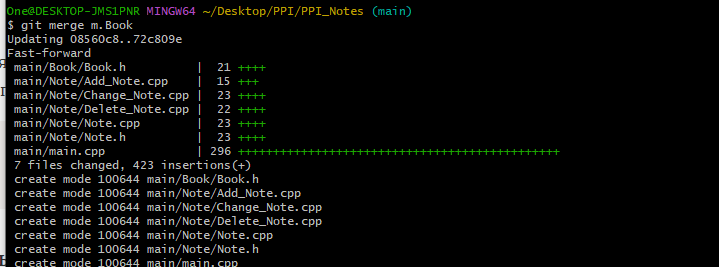 One@DESKTOP-JMS1PNR MINGW64 ~/Desktop/PPI/PPI_Notes (main)
$ git merge m.Book
Updating 08560c8..72c809e
Fast-forward
 main/Book/Book.h             |  21 ++++
 main/Note/Add_Note.cpp       |  15 +++
 main/Note/Change_Note.cpp    |  23 ++++
 main/Note/Delete_Note.cpp    |  22 ++++
 main/Note/Note.cpp           |  23 ++++
 main/Note/Note.h             |  23 ++++
 main/main.cpp                | 296 ++++++++++++++++++++++++++++++++++++++++++++++
 7 files changed, 423 insertions(+)
 create mode 100644 main/Book/Book.h
 create mode 100644 main/Note/Add_Note.cpp
 create mode 100644 main/Note/Change_Note.cpp
 create mode 100644 main/Note/Delete_Note.cpp
 create mode 100644 main/Note/Note.cpp
 create mode 100644 main/Note/Note.h
 create mode 100644 main/main.cpp